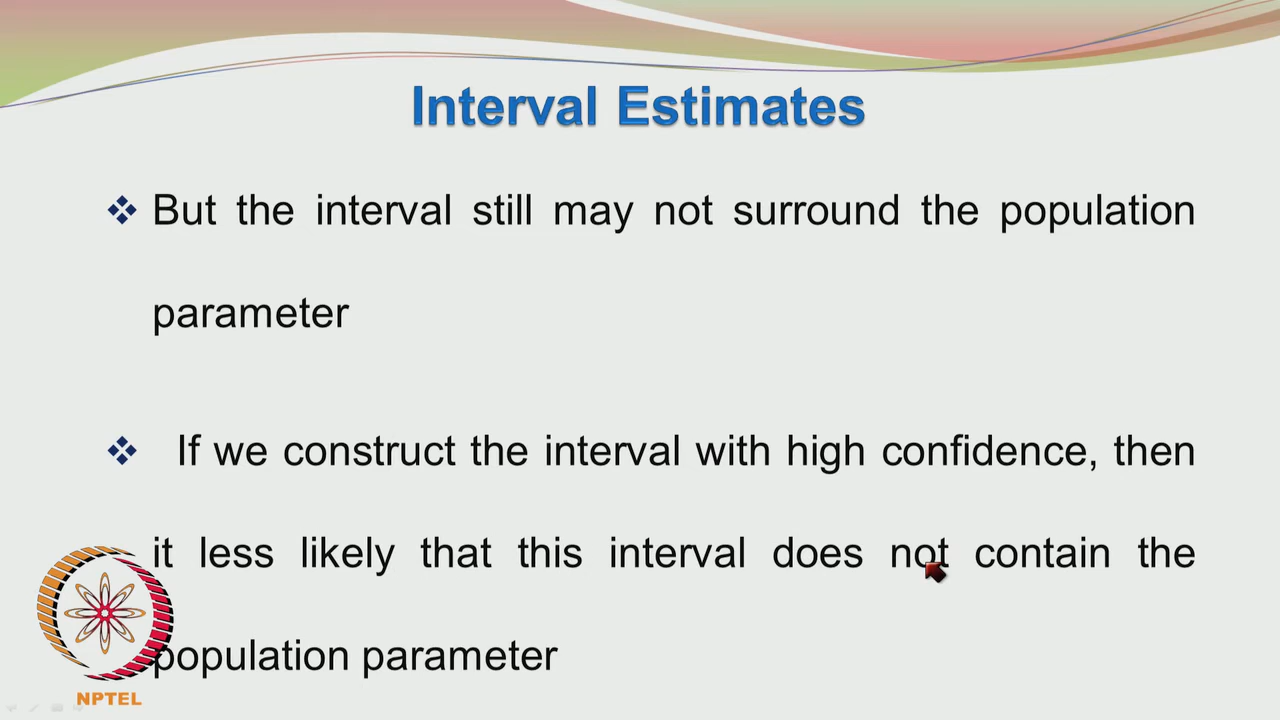 Interval Estimates
❖ But the interval still may not surround the population
parameter
❖ If we construct the interval with high confidence, then
it less likely that this interval does not contain the
population parameter
NPTEL